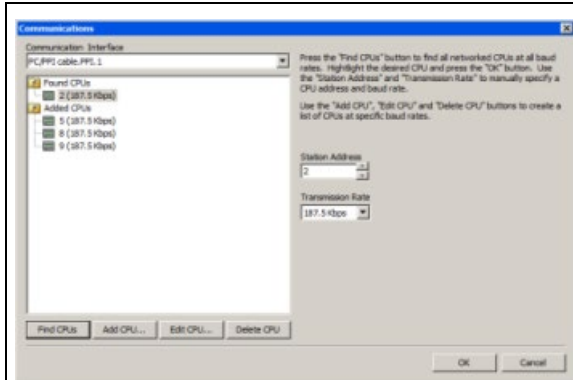 Communications
Communication Interface
PC/PPI cable.PPI.1
Found CPUs
2 (187.5 Kbps)
Added CPUs
5 (187.5 Kbps)
8 (187.5 Kbps)
9 (187.5 Kbps)
Press the "Find CPUs" button to find all networked CPUs at all baud
rates. Highlight the desired CPU and press the "OK" button. Use
the "Station Address" and "Transmission Rate" to manually specify a
CPU address and baud rate.
Use the "Add CPU", "Edit CPU" and "Delete CPU" buttons to create a
list of CPUs at specific baud rates.
Station Address
2
Transmission Rate
187.5 Kbps
Find CPUs Add CPU... Edit CPU... Delete CPU
OK Cancel